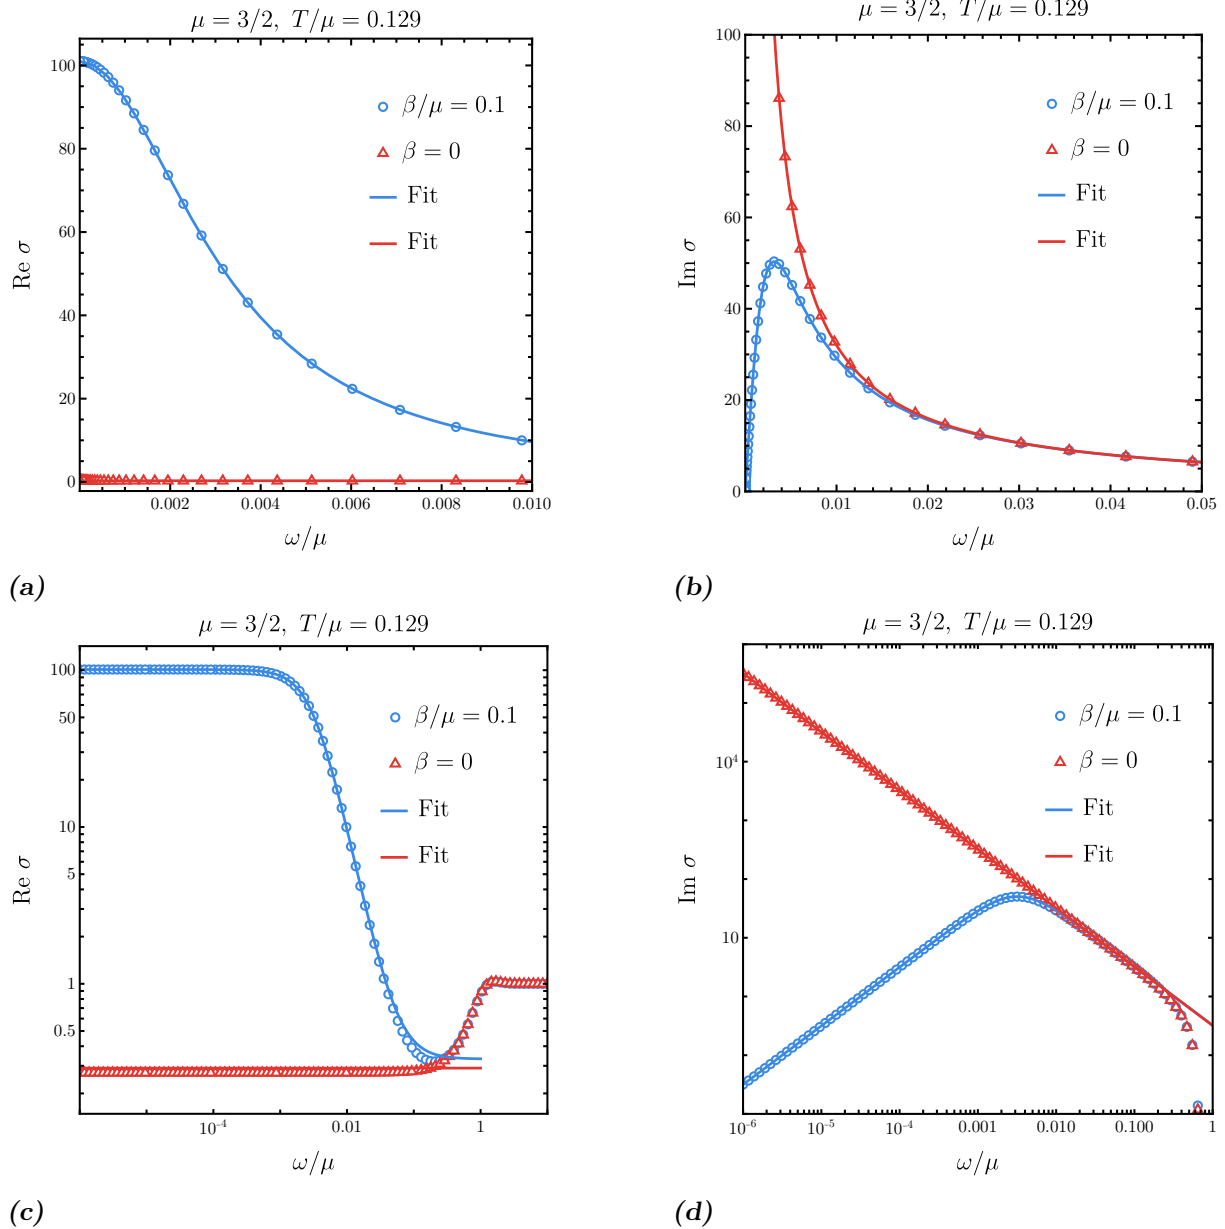 μ = 3/2, T/μ = 0.129
Re σ
100
80
60
40
20
0
β/μ = 0.1
β = 0
Fit
Fit
0.002
0.004
0.006
0.008
0.010
ω/μ
(a)
μ = 3/2, T/μ = 0.129
Im σ
100
80
60
40
20
0
β/μ = 0.1
β = 0
Fit
Fit
0.01
0.02
0.03
0.04
0.05
ω/μ
(b)
μ = 3/2, T/μ = 0.129
Re σ
100
50
10
5
1
0.5
β/μ = 0.1
β = 0
Fit
Fit
10⁻⁴
0.01
1
ω/μ
(c)
μ = 3/2, T/μ = 0.129
Im σ
10⁴
10
β/μ = 0.1
β = 0
Fit
Fit
10⁻⁶
10⁻⁵
10⁻⁴
0.001
0.010
0.100
1
ω/μ
(d)